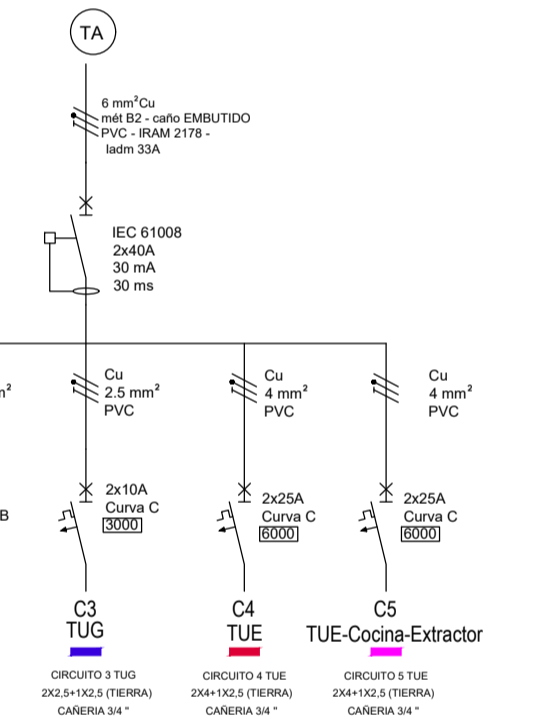 TA
6 mm²Cu
mét B2 - caño EMBUTIDO
PVC - IRAM 2178 -
Iadm 33A
IEC 61008
2x40A
30 mA
30 ms
m²
Cu
2.5 mm²
PVC
Cu
4 mm²
PVC
Cu
4 mm²
PVC
B
2x10A
Curva C
3000
2x25A
Curva C
6000
2x25A
Curva C
6000
C3
TUG
C4
TUE
C5
TUE-Cocina-Extractor
CIRCUITO 3 TUG
2X2,5+1X2,5 (TIERRA)
CAÑERIA 3/4 "
CIRCUITO 4 TUE
2X4+1X2,5 (TIERRA)
CAÑERIA 3/4 "
CIRCUITO 5 TUE
2X4+1X2,5 (TIERRA)
CAÑERIA 3/4 "